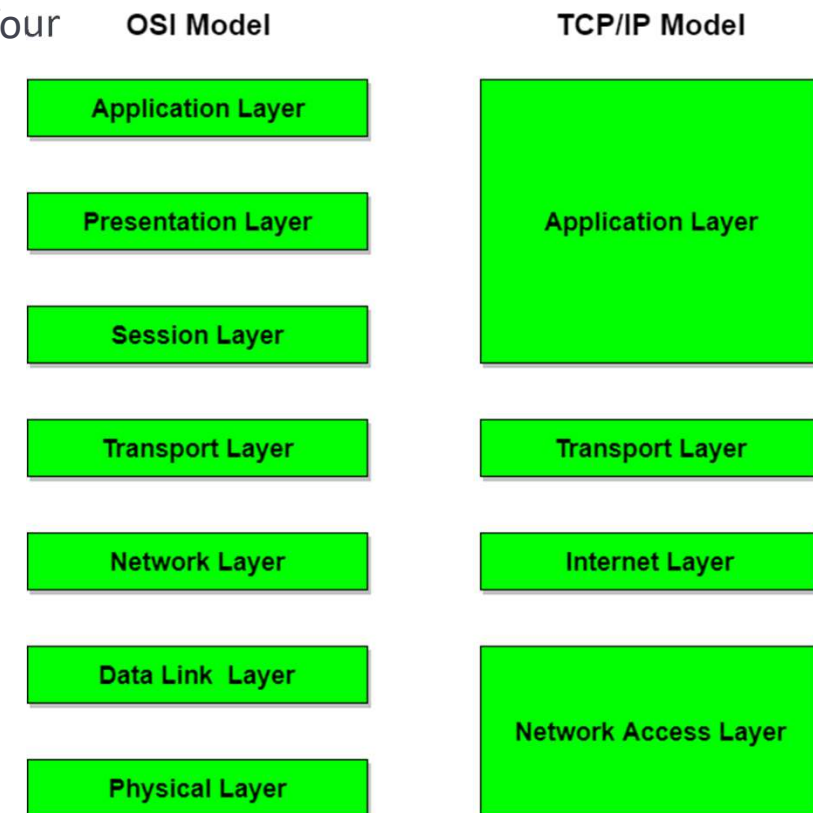 our
OSI Model
TCP/IP Model
Application Layer
Presentation Layer
Session Layer
Transport Layer
Network Layer
Data Link Layer
Physical Layer
Application Layer
Transport Layer
Internet Layer
Network Access Layer